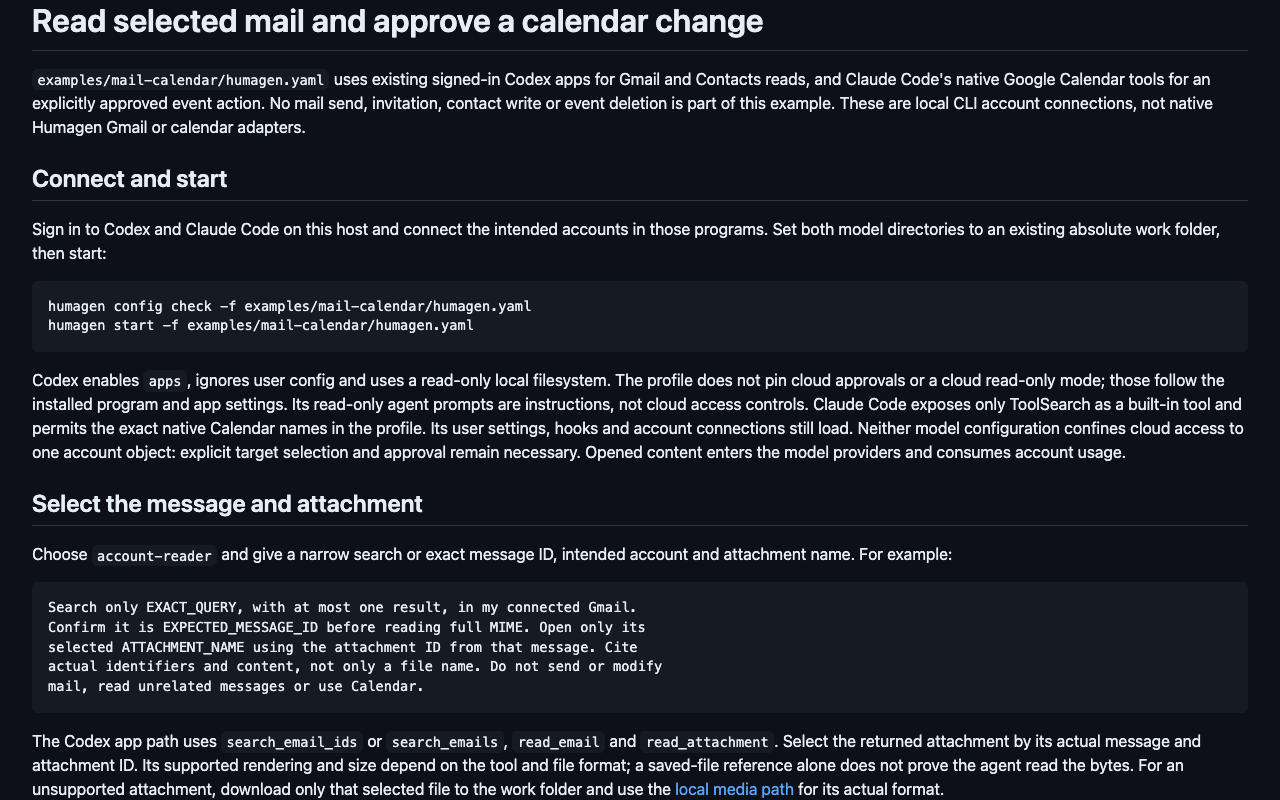 Read selected mail and approve a calendar change
examples/mail-calendar/humagen.yaml uses existing signed-in Codex apps for Gmail and Contacts reads, and Claude Code's native Google Calendar tools for an
explicitly approved event action. No mail send, invitation, contact write or event deletion is part of this example. These are local CLI account connections, not native
Humagen Gmail or calendar adapters.
Connect and start
Sign in to Codex and Claude Code on this host and connect the intended accounts in those programs. Set both model directories to an existing absolute work folder,
then start:
humagen config check -f examples/mail-calendar/humagen.yaml
humagen start -f examples/mail-calendar/humagen.yaml
Codex enables apps, ignores user config and uses a read-only local filesystem. The profile does not pin cloud approvals or a cloud read-only mode; those follow the
installed program and app settings. Its read-only agent prompts are instructions, not cloud access controls. Claude Code exposes only ToolSearch as a built-in tool and
permits the exact native Calendar names in the profile. Its user settings, hooks and account connections still load. Neither model configuration confines cloud access to
one account object: explicit target selection and approval remain necessary. Opened content enters the model providers and consumes account usage.
Select the message and attachment
Choose account-reader and give a narrow search or exact message ID, intended account and attachment name. For example:
Search only EXACT_QUERY, with at most one result, in my connected Gmail.
Confirm it is EXPECTED_MESSAGE_ID before reading full MIME. Open only its
selected ATTACHMENT_NAME using the attachment ID from that message. Cite
actual identifiers and content, not only a file name. Do not send or modify
mail, read unrelated messages or use Calendar.
The Codex app path uses search_email_ids or search_emails, read_email and read_attachment. Select the returned attachment by its actual message and
attachment ID. Its supported rendering and size depend on the tool and file format; a saved-file reference alone does not prove the agent read the bytes. For an
unsupported attachment, download only that selected file to the work folder and use the local media path for its actual format.